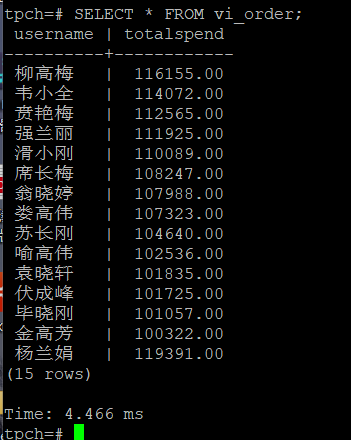 tpch=# SELECT * FROM vi_order;
username | totalspend
----------+------------
柳高梅 | 116155.00
韦小全 | 114072.00
贲艳梅 | 112565.00
强兰丽 | 111925.00
滑小刚 | 110089.00
席长梅 | 108247.00
翁晓婷 | 107988.00
娄高伟 | 107323.00
苏长刚 | 104640.00
喻高伟 | 102536.00
袁晓轩 | 101835.00
伏成峰 | 101725.00
毕晓刚 | 101057.00
金高芳 | 100322.00
杨兰娟 | 119391.00
(15 rows)
Time: 4.466 ms
tpch=#